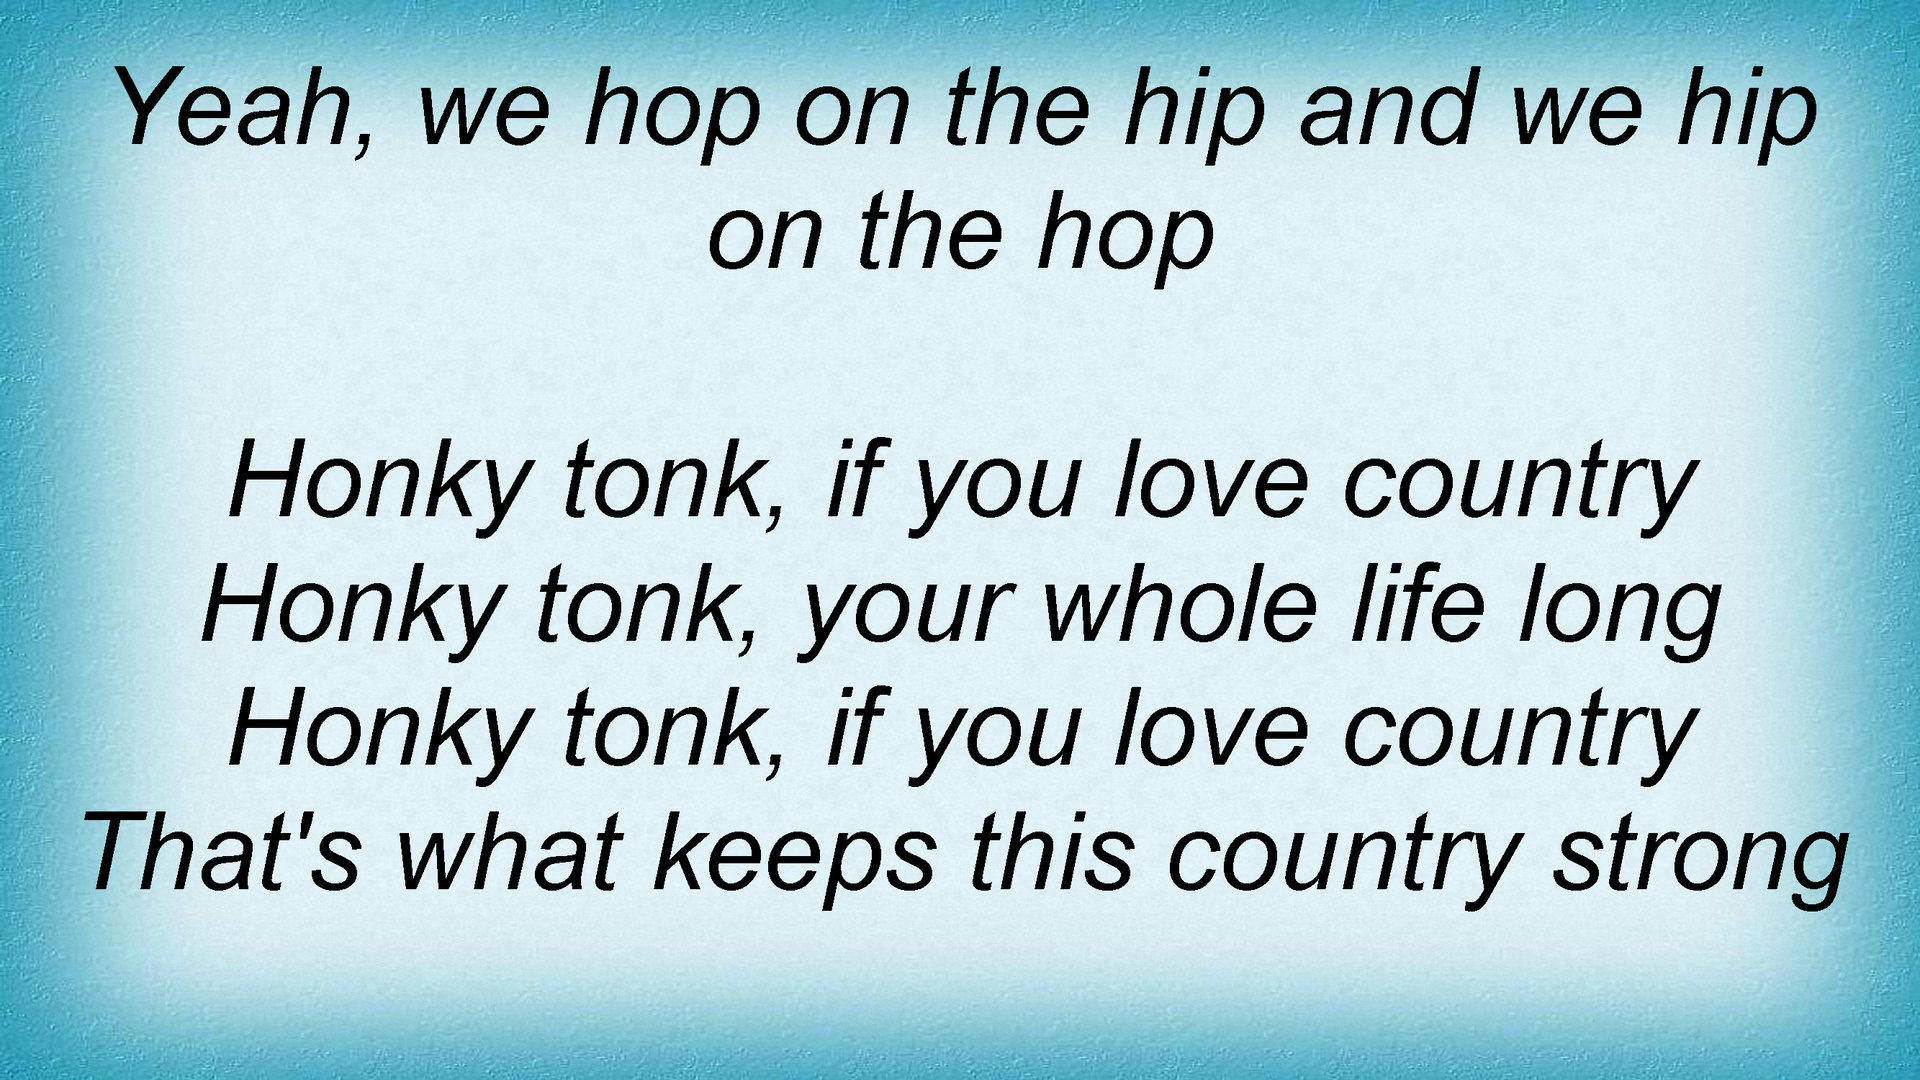 Yeah, we hop on the hip and we hip
on the hop
Honky tonk, if you love country
Honky tonk, your whole life long
Honky tonk, if you love country
That's what keeps this country strong